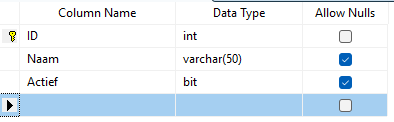 Column Name Data Type Allow Nulls
ID int
Naam varchar(50)
Actief bit